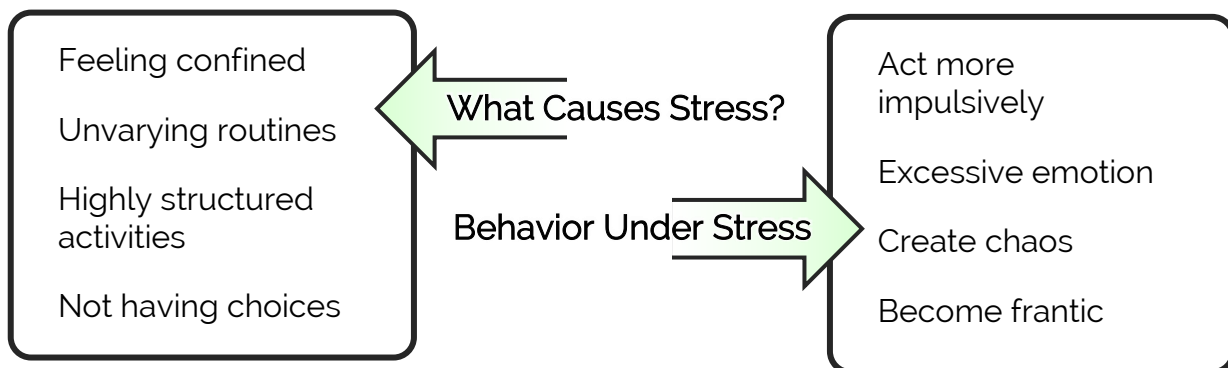 Feeling confined
Unvarying routines
Highly structured
activities
Not having choices
What Causes Stress?
Behavior Under Stress
Act more
impulsively
Excessive emotion
Create chaos
Become frantic